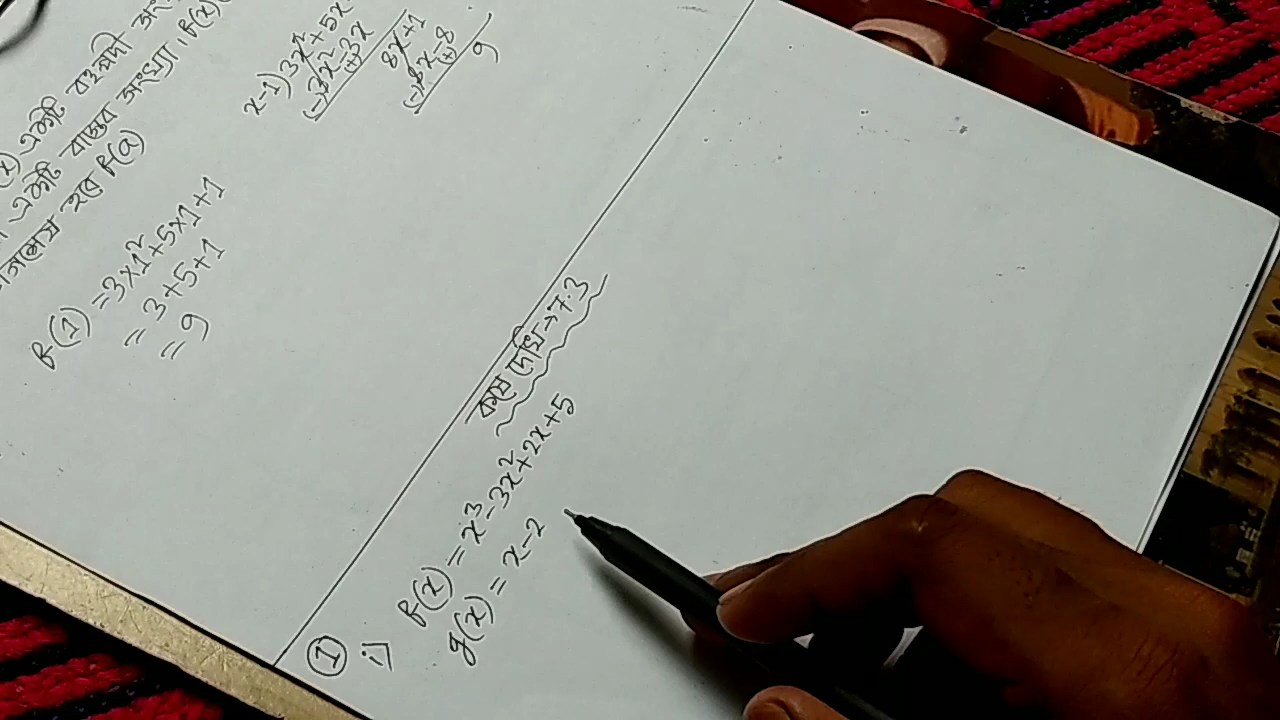 (x) একটি বহুপদী
একটি বাস্তব সংখ্যা, f(x)
হবে f(a)
f(1) = 3×1²+5×1+1
= 3+5+1
= 9
x-1) 3x²+5x
(-) 3x²-3x
(+)
8x+1
(-) 8x-8
(+)
9
কষে দেখি→7.3
① i) f(x) = x³-3x²+2x+5
g(x) = x-2